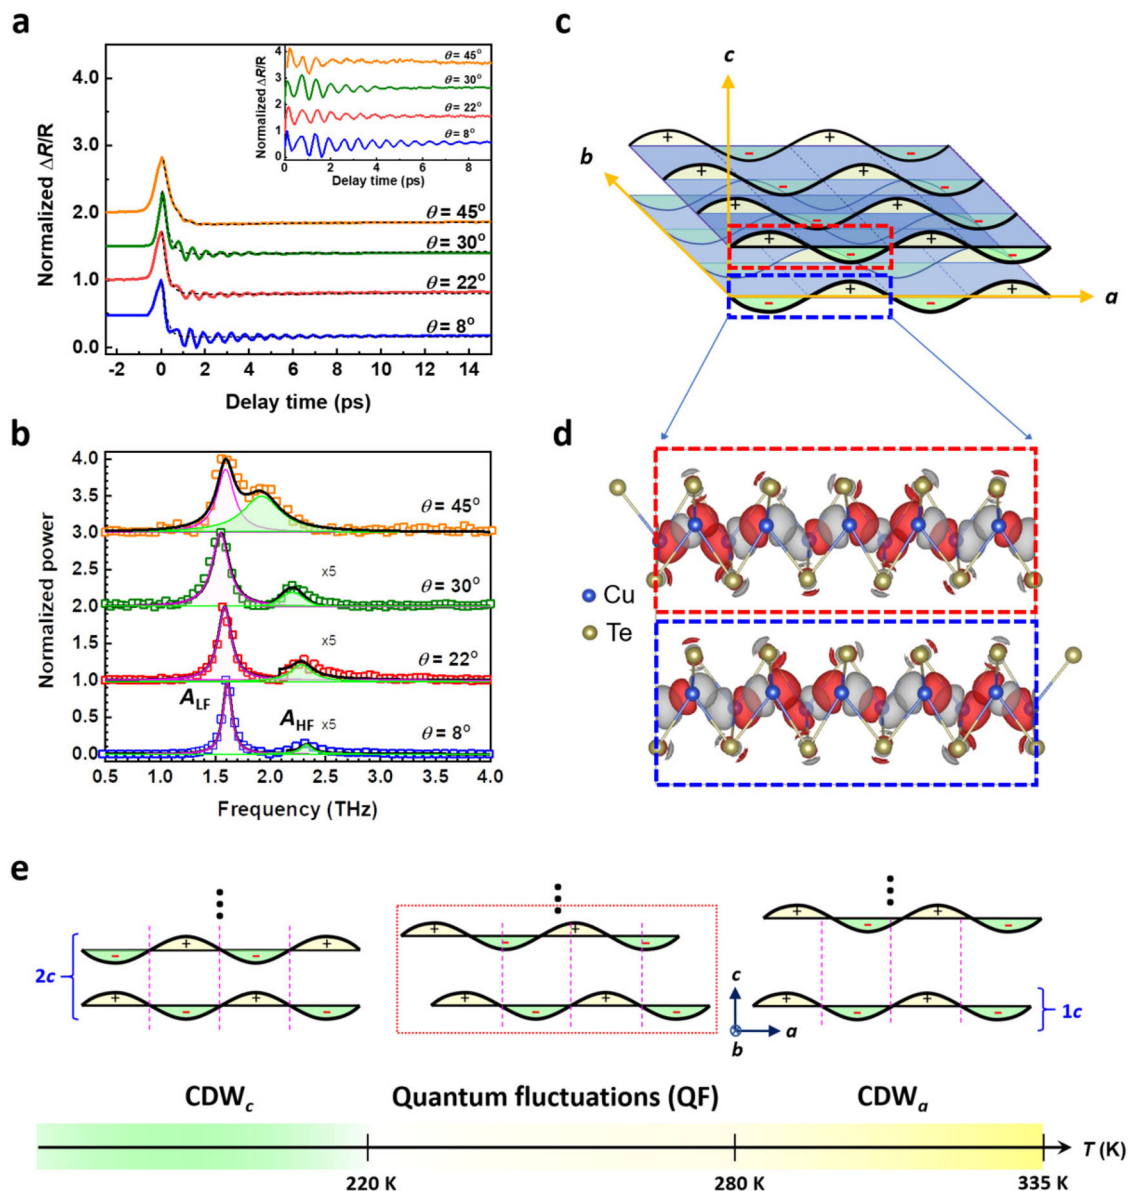 a
Normalized ΔR/R
4.0
3.0
2.0
1.0
0.0
-2 0 2 4 6 8 10 12 14
Delay time (ps)
θ = 45°
θ = 30°
θ = 22°
θ = 8°
Normalized ΔR/R
4
3
2
1
0
0 2 4 6 8
Delay time (ps)
θ = 45°
θ = 30°
θ = 22°
θ = 8°
b
Normalized power
4.0
3.5
3.0
2.5
2.0
1.5
1.0
0.5
0.0
0.5 1.0 1.5 2.0 2.5 3.0 3.5 4.0
Frequency (THz)
θ = 45°
x5
θ = 30°
x5
θ = 22°
A_LF
A_HF
x5
θ = 8°
c
c
b
a
+ - + -
+ - + -
+ - + -
+ - + -
- + - +
d
Cu
Te
e
- + - +
+ - + -
2c
+ - + -
+ - + -
+ - + -
+ - + -
c
b
a
1c
CDW_c
Quantum fluctuations (QF)
CDW_a
T (K)
220 K
280 K
335 K